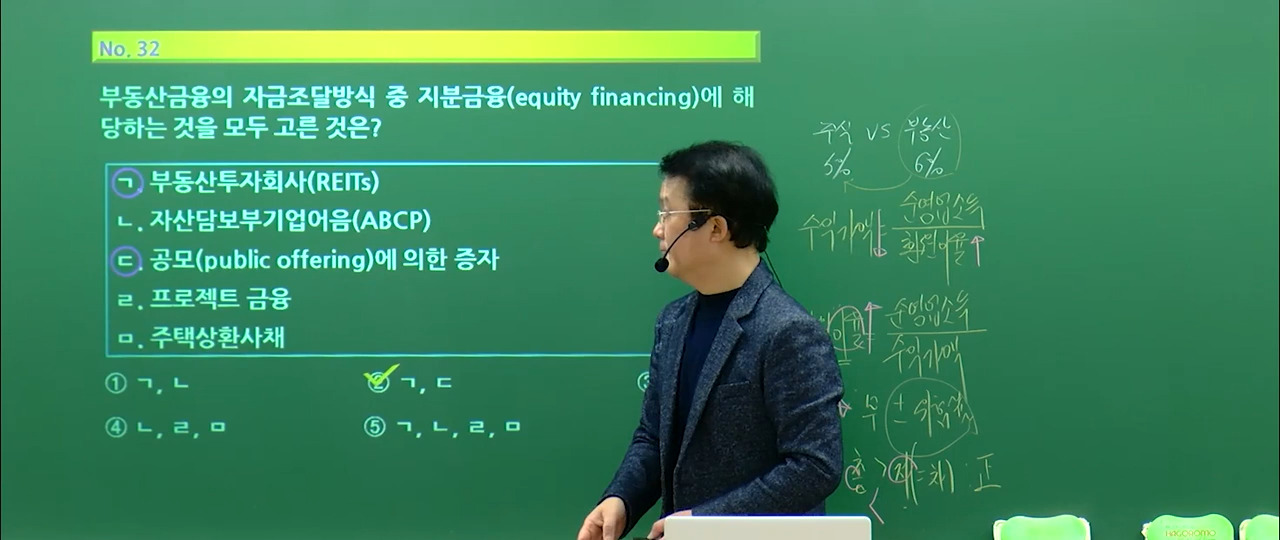 No. 32
부동산금융의 자금조달방식 중 지분금융(equity financing)에 해
당하는 것을 모두 고른 것은?
ㄱ. 부동산투자회사(REITs)
ㄴ. 자산담보부기업어음(ABCP)
ㄷ. 공모(public offering)에 의한 증자
ㄹ. 프로젝트 금융
ㅁ. 주택상환사채
① ㄱ, ㄴ ② ㄱ, ㄷ
④ ㄴ, ㄹ, ㅁ ⑤ ㄱ, ㄴ, ㄹ, ㅁ
주식 vs 부동산
5% 6%
수익가액 = 순영업소득
환원이율
순영업소득
수익가액